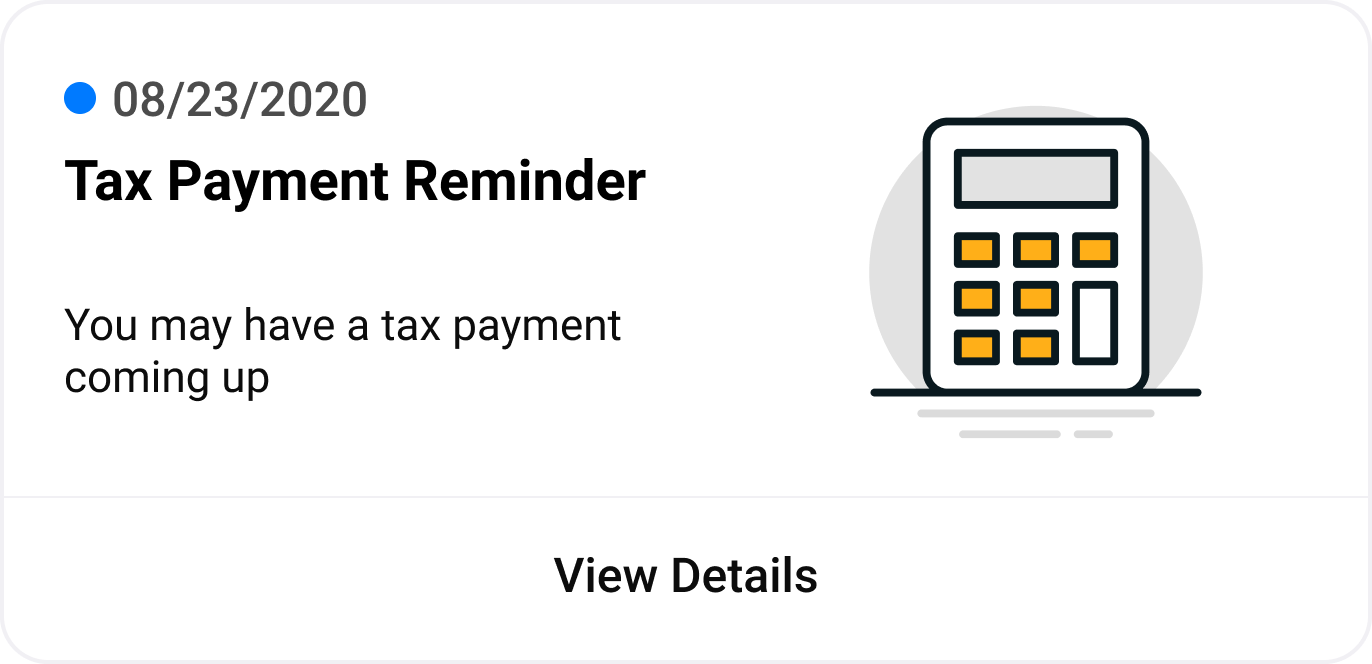 08/23/2020
Tax Payment Reminder
You may have a tax payment
coming up
View Details